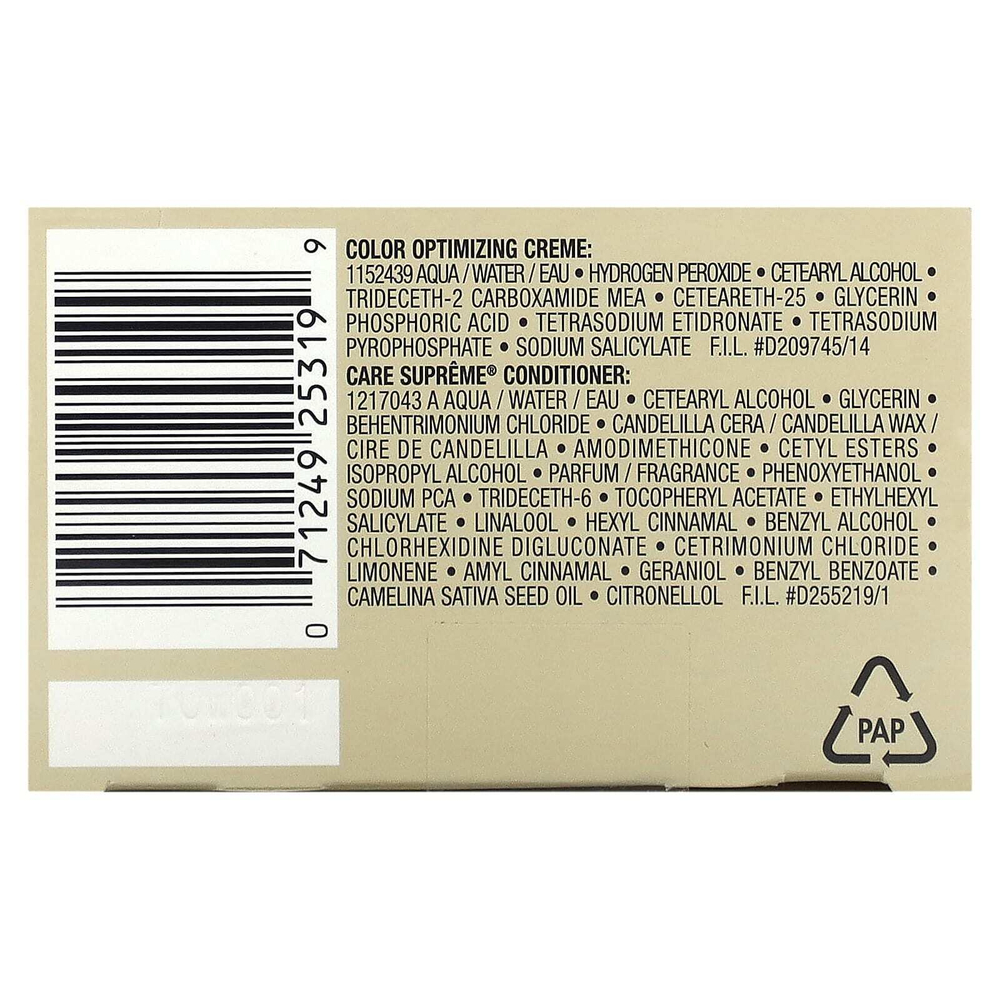 COLOR OPTIMIZING CREME:
1152439 AQUA / WATER / EAU • HYDROGEN PEROXIDE • CETEARYL ALCOHOL •
TRIDECETH-2 CARBOXAMIDE MEA • CETEARETH-25 • GLYCERIN •
PHOSPHORIC ACID • TETRASODIUM ETIDRONATE • TETRASODIUM
PYROPHOSPHATE • SODIUM SALICYLATE F.I.L. #D209745/14
CARE SUPRÊME® CONDITIONER:
1217043 A AQUA / WATER / EAU • CETEARYL ALCOHOL • GLYCERIN •
BEHENTRIMONIUM CHLORIDE • CANDELILLA CERA / CANDELILLA WAX /
CIRE DE CANDELILLA • AMODIMETHICONE • CETYL ESTERS •
ISOPROPYL ALCOHOL • PARFUM / FRAGRANCE • PHENOXYETHANOL •
SODIUM PCA • TRIDECETH-6 • TOCOPHERYL ACETATE • ETHYLHEXYL
SALICYLATE • LINALOOL • HEXYL CINNAMAL • BENZYL ALCOHOL •
CHLORHEXIDINE DIGLUCONATE • CETRIMONIUM CHLORIDE •
LIMONENE • AMYL CINNAMAL • GERANIOL • BENZYL BENZOATE •
CAMELINA SATIVA SEED OIL • CITRONELLOL F.I.L. #D255219/1
0 71249 25319 9
PAP